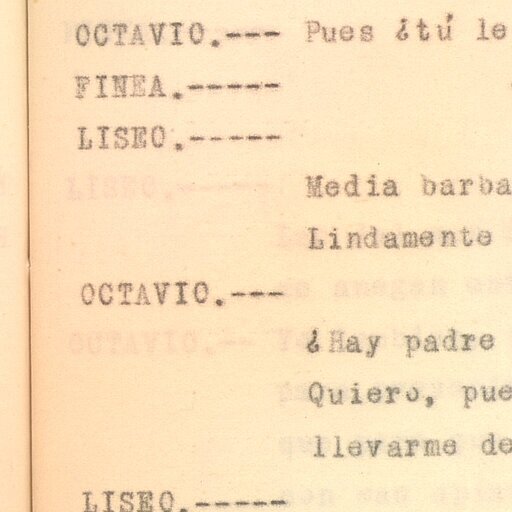 OCTAVIO.--- Pues ¿tú le
FINEA.-----
LISEO.-----
Media barba
Lindamente
OCTAVIO.---
¿Hay padre
Quiero, pue
llevarme de
LISEO.-----